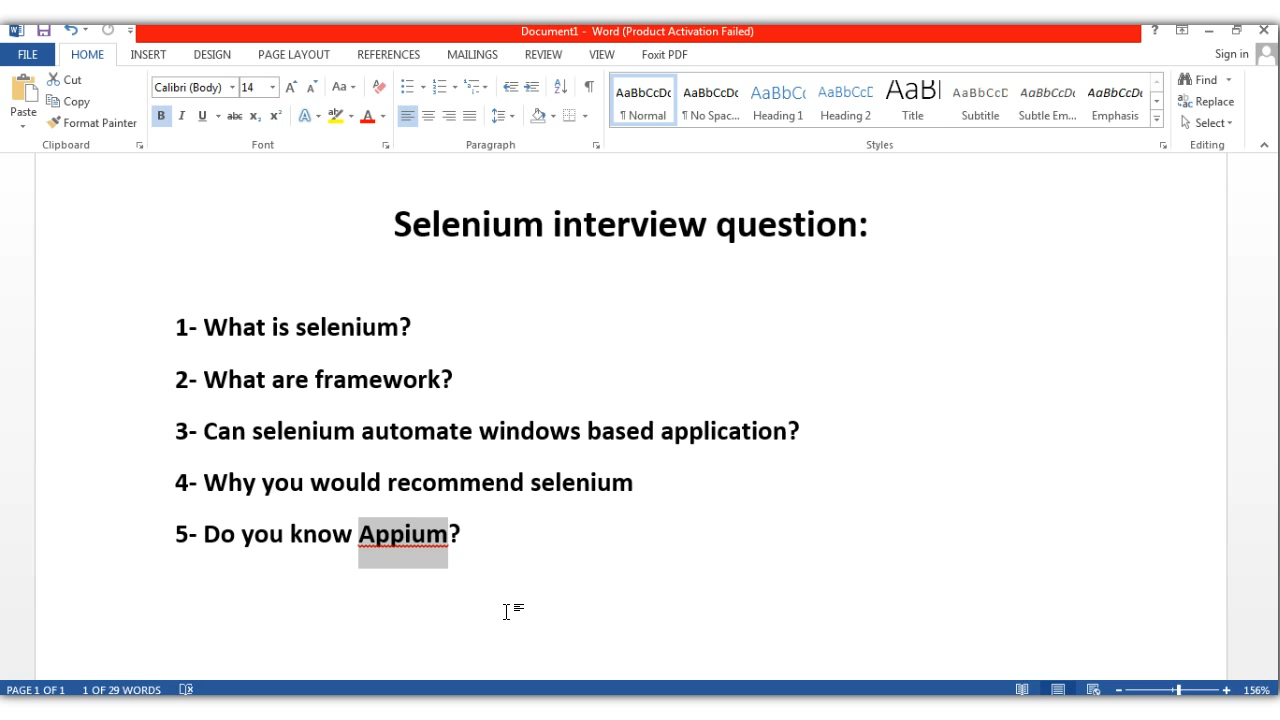 Document1 - Word (Product Activation Failed)
FILE HOME INSERT DESIGN PAGE LAYOUT REFERENCES MAILINGS REVIEW VIEW Foxit PDF Sign in
Paste Cut
Copy
Format Painter
Calibri (Body) 14
Clipboard Font Paragraph Styles Editing
AaBbCcDc AaBbCcDc AaBbCc AaBbCcD AaBl AaBbCcD AaBbCcDc AaBbCcDc
¶ Normal ¶ No Spac... Heading 1 Heading 2 Title Subtitle Subtle Em... Emphasis
Find
Replace
Select
Selenium interview question:
1- What is selenium?
2- What are framework?
3- Can selenium automate windows based application?
4- Why you would recommend selenium
5- Do you know Appium?
PAGE 1 OF 1 1 OF 29 WORDS 156%